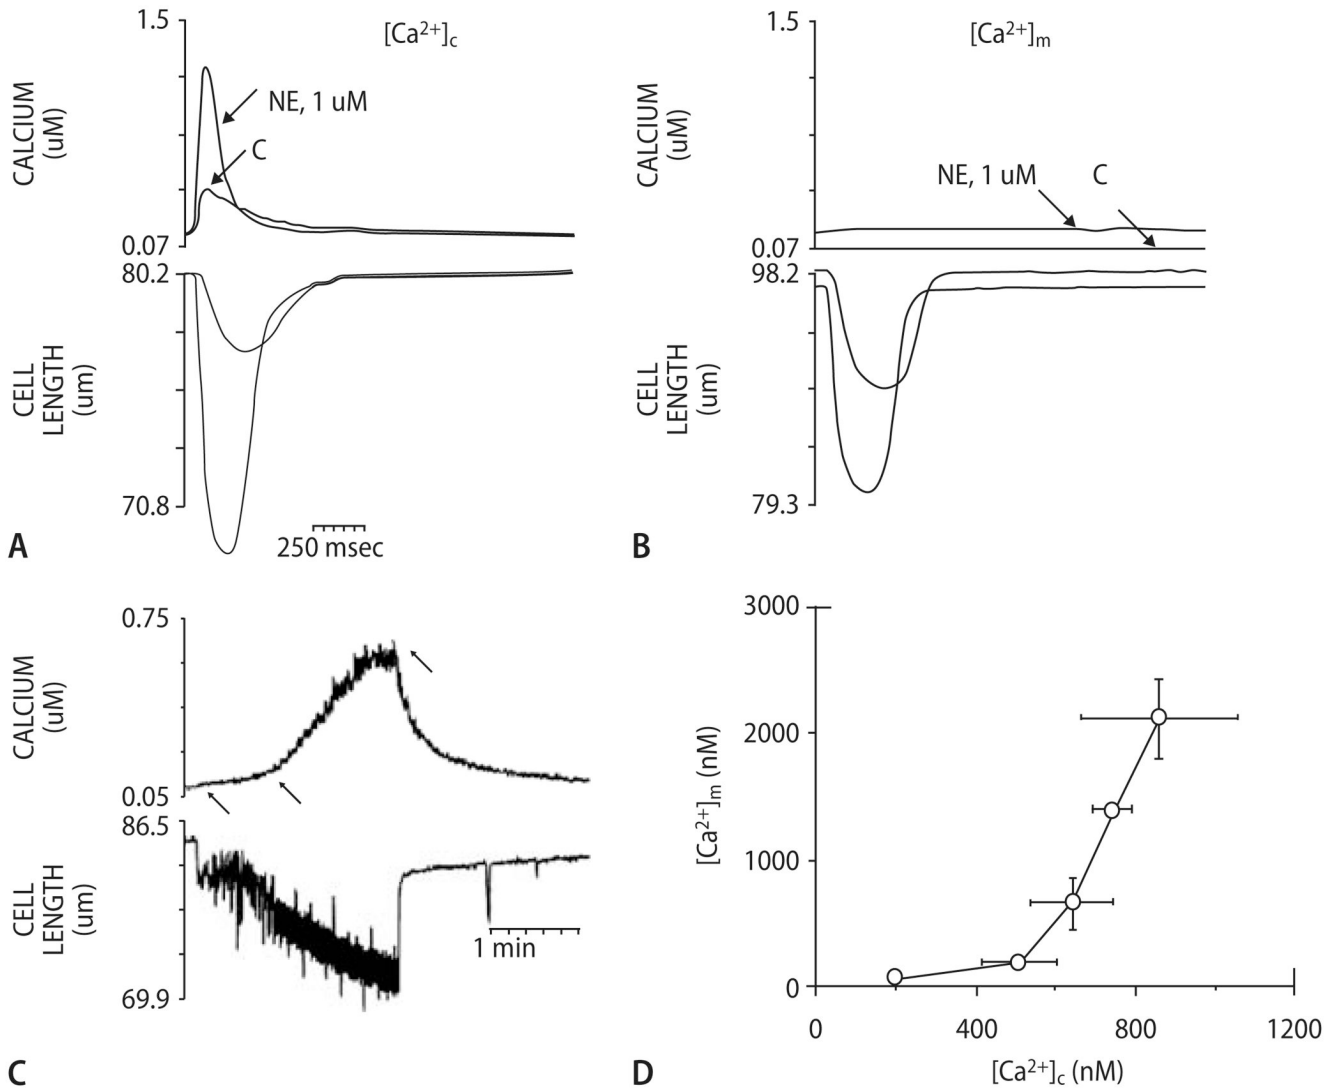 A
1.5
[Ca²⁺]c
CALCIUM
(uM)
NE, 1 uM
C
0.07
80.2
CELL
LENGTH
(um)
70.8
250 msec
B
1.5
[Ca²⁺]m
CALCIUM
(uM)
NE, 1 uM
C
0.07
98.2
CELL
LENGTH
(um)
79.3
C
0.75
CALCIUM
(uM)
0.05
86.5
CELL
LENGTH
(um)
69.9
1 min
D
3000
2000
1000
0
[Ca²⁺]m (nM)
0
400
800
1200
[Ca²⁺]c (nM)